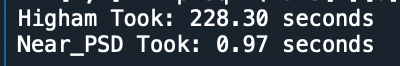 Higham Took: 228.30 seconds
Near_PSD Took: 0.97 seconds